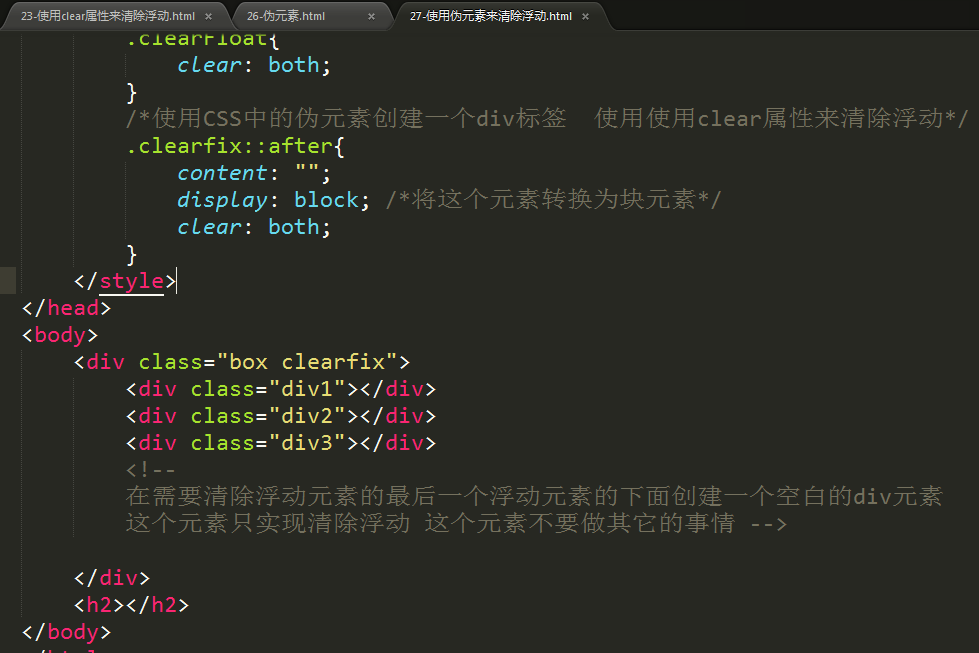 23-使用clear属性来清除浮动.html × 26-伪元素.html × 27-使用伪元素来清除浮动.html ×
.clearFloat{
clear: both;
}
/*使用CSS中的伪元素创建一个div标签 使用使用clear属性来清除浮动*/
.clearfix::after{
content: "";
display: block; /*将这个元素转换为块元素*/
clear: both;
}
</style>
</head>
<body>
<div class="box clearfix">
<div class="div1"></div>
<div class="div2"></div>
<div class="div3"></div>
<!--
在需要清除浮动元素的最后一个浮动元素的下面创建一个空白的div元素
这个元素只实现清除浮动 这个元素不要做其它的事情 -->
</div>
<h2></h2>
</body>